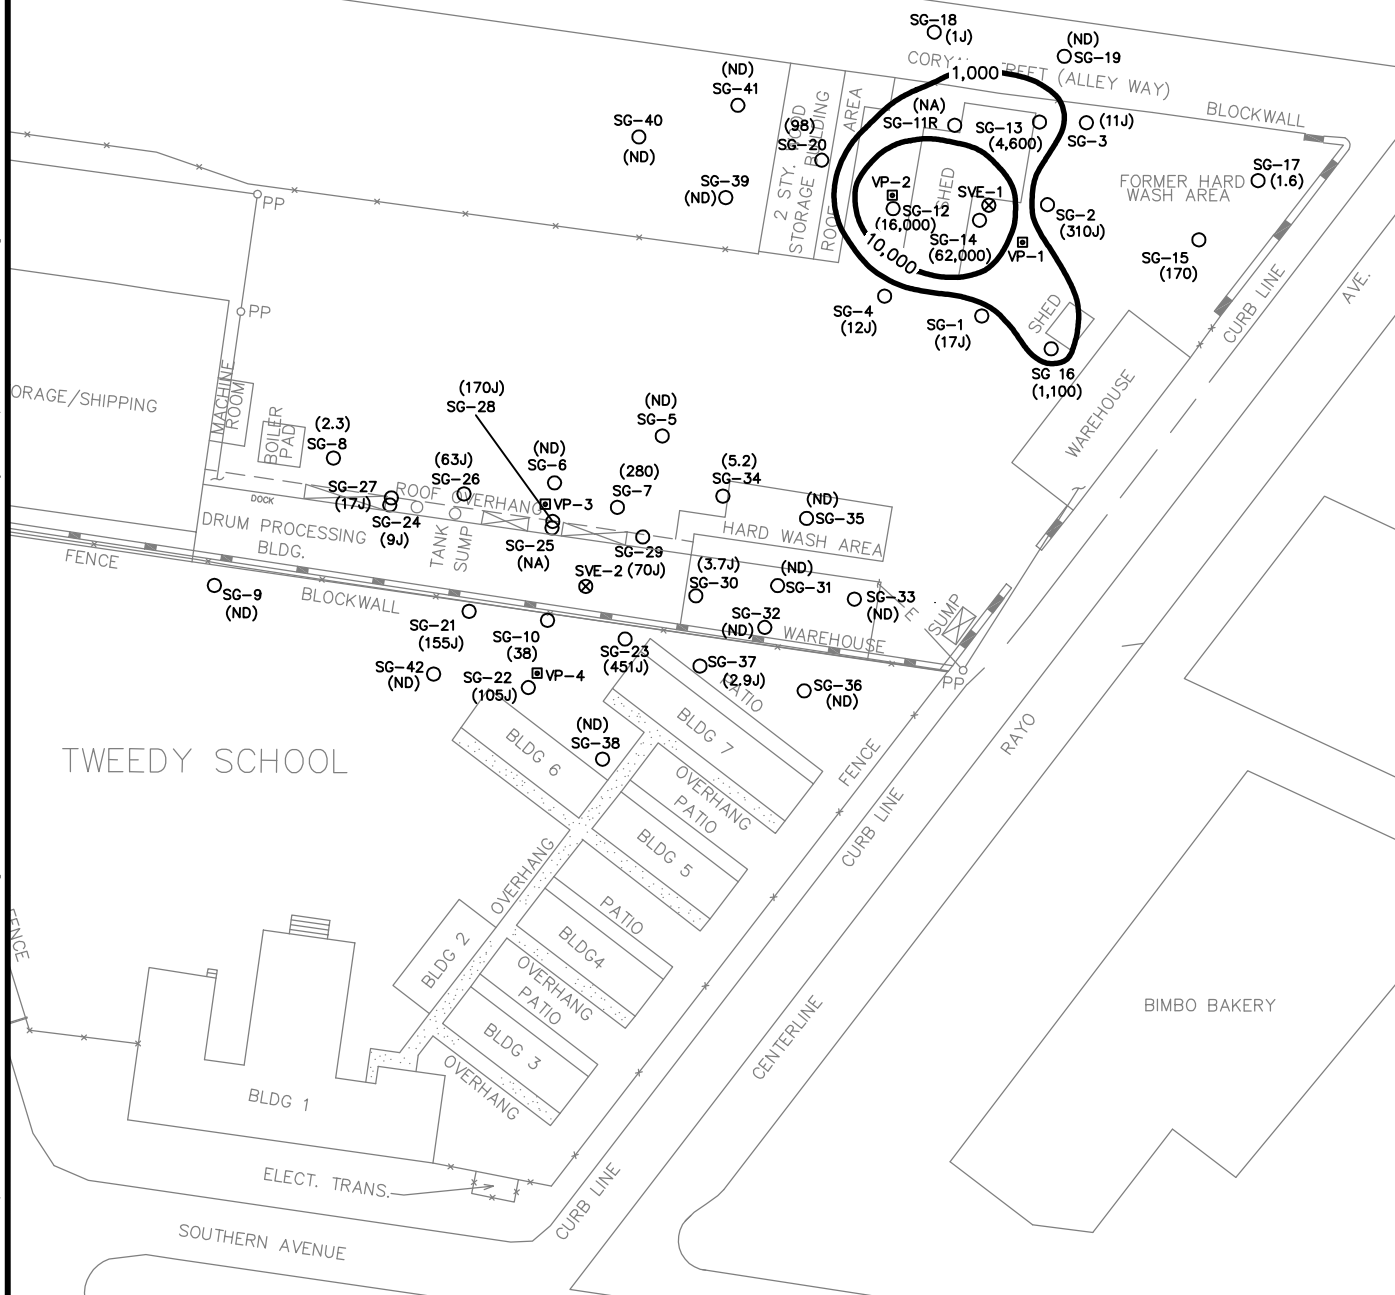 SG-18
(1J)
(ND)
SG-19
1,000
STREET (ALLEY WAY)
BLOCKWALL
(ND)
SG-41
SG-40
(ND)
SG-39
(ND)
(98)
SG-20
2 STY. WOOD
STORAGE BUILDING
ROOF AREA
(NA)
SG-11R
SG-13
(4,600)
(11J)
SG-3
SG-17
(1.6)
FORMER HARD
WASH AREA
VP-2
SG-12
(16,000)
SHED
SVE-1
SG-14
(62,000)
10,000
VP-1
SG-2
(310J)
SG-15
(170)
PP
PP
SG-4
(12J)
SG-1
(17J)
SHED
SG 16
(1,100)
CURB LINE
AVE.
WAREHOUSE
ORAGE/SHIPPING
MACHINE
ROOM
BOILER
PAD
(2.3)
SG-8
(170J)
SG-28
(ND)
SG-5
(ND)
SG-6
(63J)
SG-26
(280)
SG-7
(5.2)
SG-34
(ND)
SG-35
SG-27
(17J)
ROOF OVERHANG
VP-3
DOCK
SG-24
(9J)
DRUM PROCESSING
BLDG.
TANK
SUMP
SG-25
(NA)
SG-29
(70J)
HARD WASH AREA
FENCE
SVE-2
(3.7J)
SG-30
(ND)
SG-31
SG-33
(ND)
SG-9
(ND)
BLOCKWALL
SG-21
(155J)
SG-10
(38)
SG-32
(ND)
WAREHOUSE
SUMP
SG-23
(451J)
SG-42
(ND)
SG-22
(105J)
VP-4
SG-37
(2.9J)
SG-36
(ND)
PP
PATIO
(ND)
SG-38
BLDG 6
BLDG 7
TWEEDY SCHOOL
OVERHANG
PATIO
FENCE
RAYO
CURB LINE
BLDG 5
OVERHANG
PATIO
FENCE
BLDG 2
BLDG4
OVERHANG
PATIO
BLDG 3
OVERHANG
CENTERLINE
BIMBO BAKERY
BLDG 1
ELECT. TRANS.
CURB LINE
SOUTHERN AVENUE